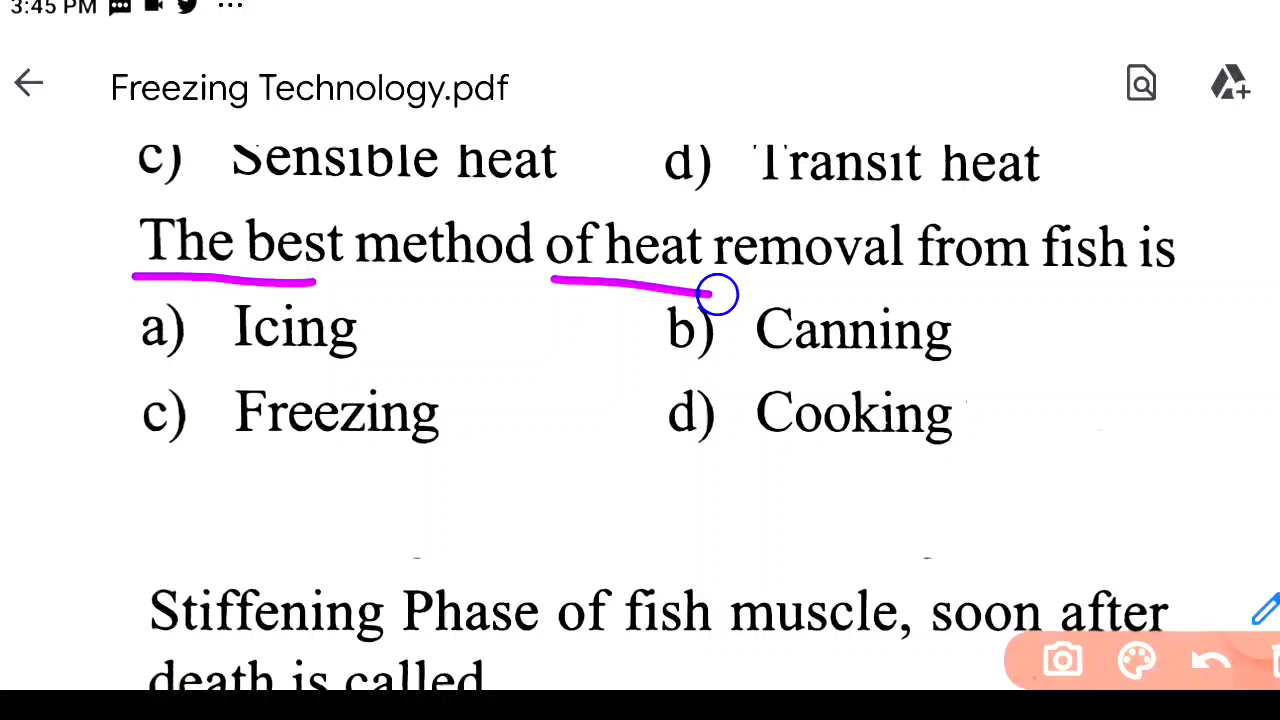 3:45 PM
Freezing Technology.pdf
c) Sensible heat d) Transit heat
The best method of heat removal from fish is
a) Icing b) Canning
c) Freezing d) Cooking
Stiffening Phase of fish muscle, soon after
death is called